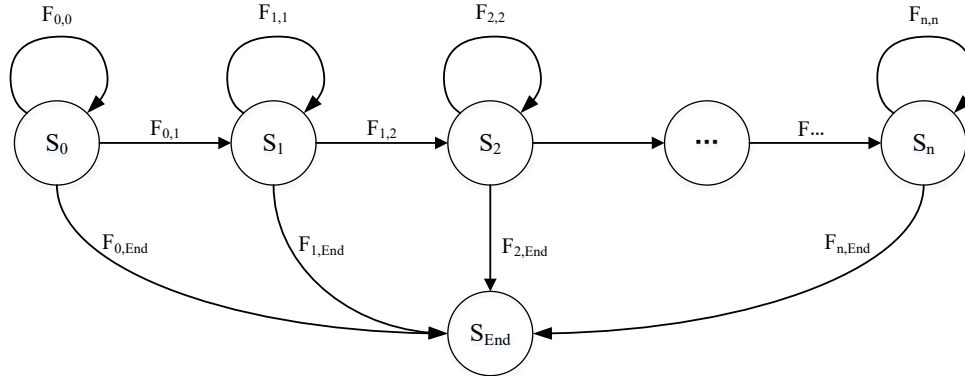 F0,0
F1,1
F2,2
Fn,n
S0
F0,1
S1
F1,2
S2
...
F...
Sn
F0,End
F1,End
F2,End
Fn,End
SEnd